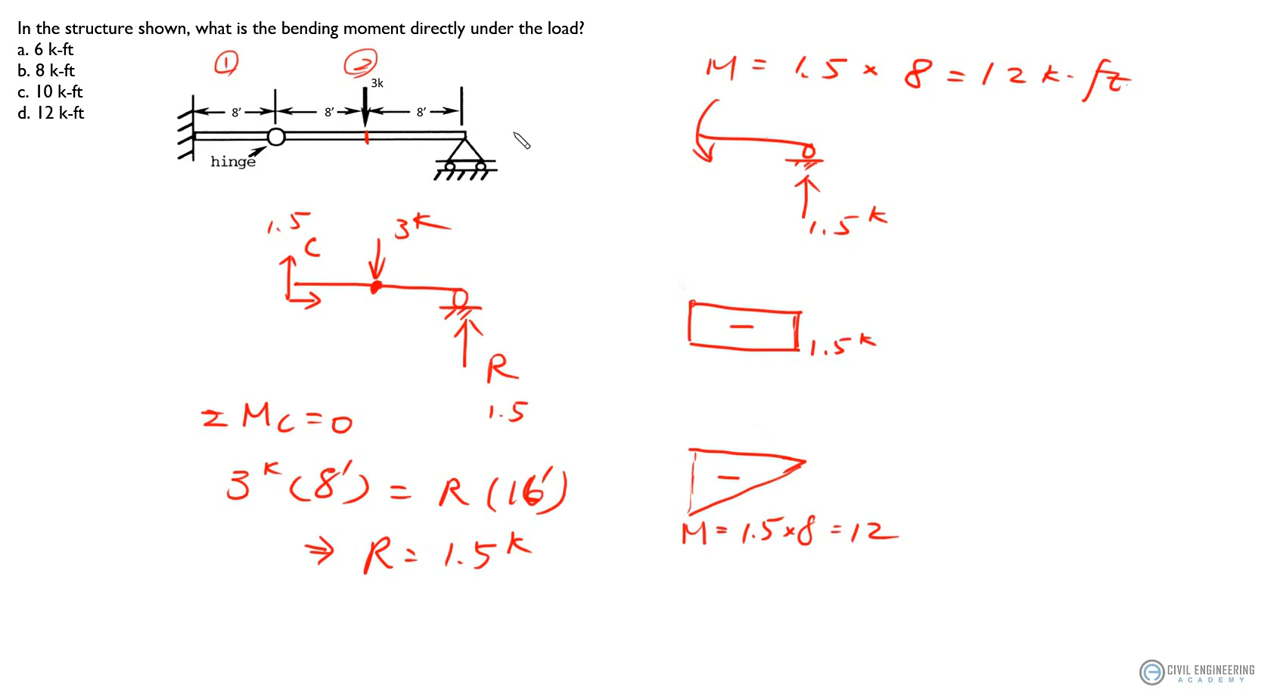 In the structure shown, what is the bending moment directly under the load?
a. 6 k-ft
b. 8 k-ft
c. 10 k-ft
d. 12 k-ft
1
2
3k
8'
8'
8'
hinge
1.5
C
3K
R
1.5
Σ MC = 0
3K (8') = R (16')
⇒ R = 1.5K
M = 1.5 × 8 = 12 K-ft
1.5K
−
1.5K
−
M = 1.5×8 = 12
CIVIL ENGINEERING
ACADEMY